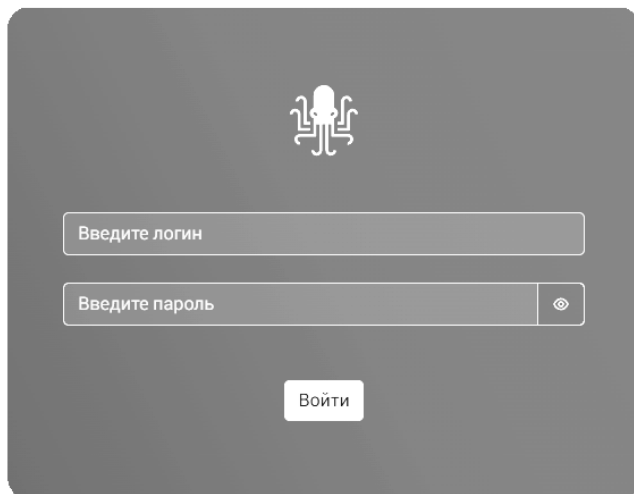 Введите логин
Введите пароль
Войти